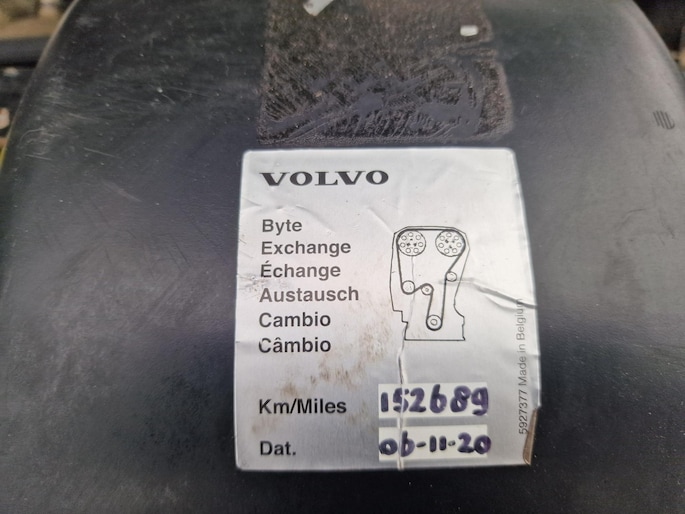 VOLVO
Byte
Exchange
Échange
Austausch
Cambio
Câmbio
Km/Miles 152689
Dat. 06-11-20
5927377 Made in Belgium